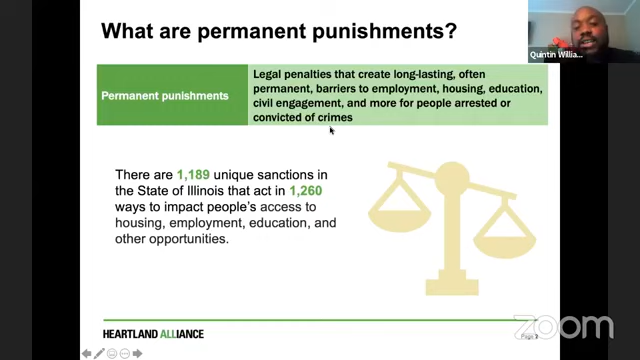 What are permanent punishments?
Quintin Willia...
Permanent punishments
Legal penalties that create long-lasting, often
permanent, barriers to employment, housing, education,
civil engagement, and more for people arrested or
convicted of crimes
There are 1,189 unique sanctions in
the State of Illinois that act in 1,260
ways to impact people's access to
housing, employment, education, and
other opportunities.
HEARTLAND ALLIANCE
Page 2
zoom